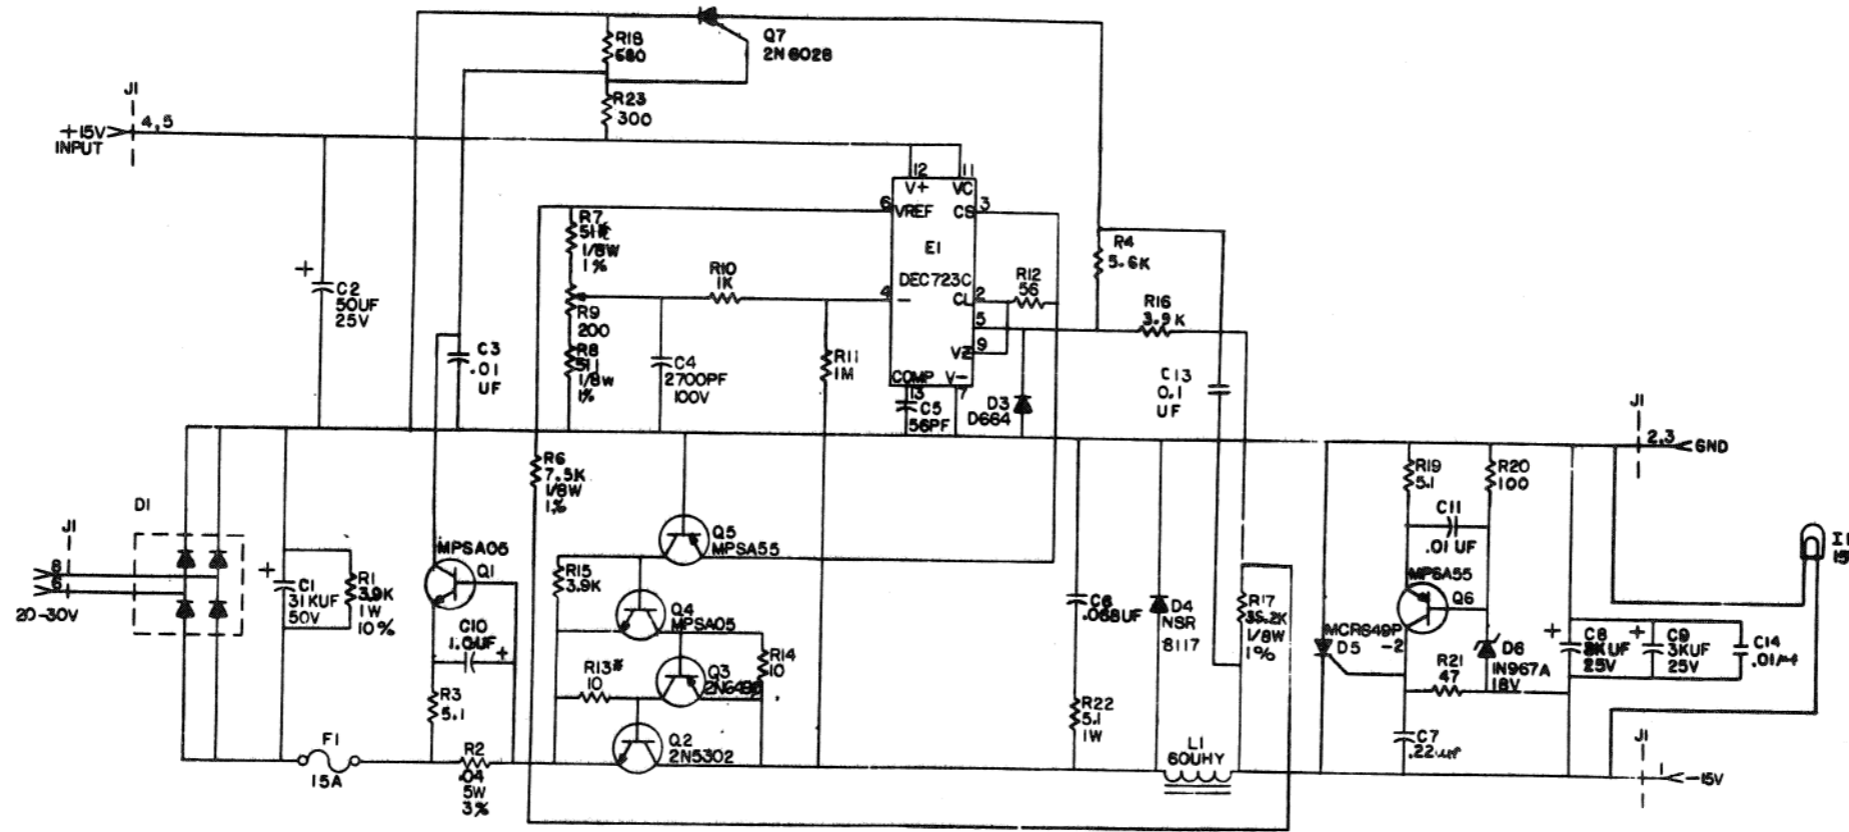 R18
680
Q7
2N6028
J1
4,5
+15V
INPUT
R23
300
12
11
V+
VC
6
VREF
CS
3
E1
DEC723C
4
CL
2
5
VZ
9
COMP
V-
13
7
+
C2
50UF
25V
R7
1/8W
1%
R9
200
R8
511
1/8W
1%
R10
1K
C4
2700PF
100V
R11
1M
R12
56
R4
5.6K
R16
3.9K
C3
.01
UF
C5
56PF
D3
D664
C13
0.1
UF
J1
2,3
GND
R6
7.5K
1/8W
1%
D1
J1
8
6
20-30V
+
C1
31KUF
50V
R1
3.9K
1W
10%
MPSA05
Q1
C10
1.0UF
+
R3
5.1
F1
15A
R2
.04
5W
3%
R15
3.9K
Q5
MPSA55
Q4
MPSA05
R13*
10
Q3
R14
10
Q2
2N5302
C6
.068UF
R22
5.1
1W
D4
NSR
8117
R17
35.2K
1/8W
1%
L1
60UHY
R19
5.1
R20
100
C11
.01UF
MPSA55
Q6
D5
-2
R21
47
D6
1N967A
18V
C7
+
C8
25V
+
C9
3KUF
25V
C14
J1
1
-15V